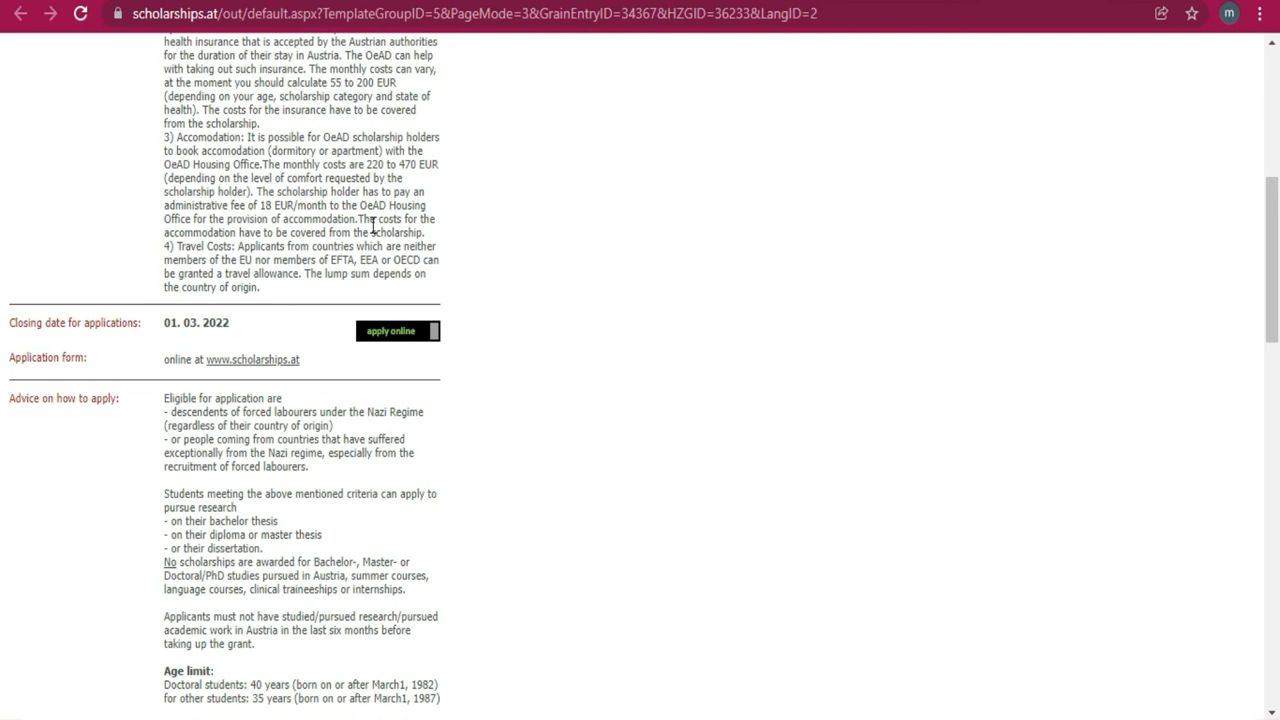 scholarships.at/out/default.aspx?TemplateGroupID=5&PageMode=3&GrainEntryID=34367&HZGID=36233&LangID=2
m
health insurance that is accepted by the Austrian authorities
for the duration of their stay in Austria. The OeAD can help
with taking out such insurance. The monthly costs can vary,
at the moment you should calculate 55 to 200 EUR
(depending on your age, scholarship category and state of
health). The costs for the insurance have to be covered
from the scholarship.
3) Accomodation: It is possible for OeAD scholarship holders
to book accomodation (dormitory or apartment) with the
OeAD Housing Office.The monthly costs are 220 to 470 EUR
(depending on the level of comfort requested by the
scholarship holder). The scholarship holder has to pay an
administrative fee of 18 EUR/month to the OeAD Housing
Office for the provision of accommodation.The costs for the
accommodation have to be covered from the scholarship.
4) Travel Costs: Applicants from countries which are neither
members of the EU nor members of EFTA, EEA or OECD can
be granted a travel allowance. The lump sum depends on
the country of origin.
Closing date for applications: 01. 03. 2022 apply online
Application form: online at www.scholarships.at
Advice on how to apply: Eligible for application are
- descendents of forced labourers under the Nazi Regime
(regardless of their country of origin)
- or people coming from countries that have suffered
exceptionally from the Nazi regime, especially from the
recruitment of forced labourers.
Students meeting the above mentioned criteria can apply to
pursue research
- on their bachelor thesis
- on their diploma or master thesis
- or their dissertation.
No scholarships are awarded for Bachelor-, Master- or
Doctoral/PhD studies pursued in Austria, summer courses,
language courses, clinical traineeships or internships.
Applicants must not have studied/pursued research/pursued
academic work in Austria in the last six months before
taking up the grant.
Age limit:
Doctoral students: 40 years (born on or after March1, 1982)
for other students: 35 years (born on or after March1, 1987)